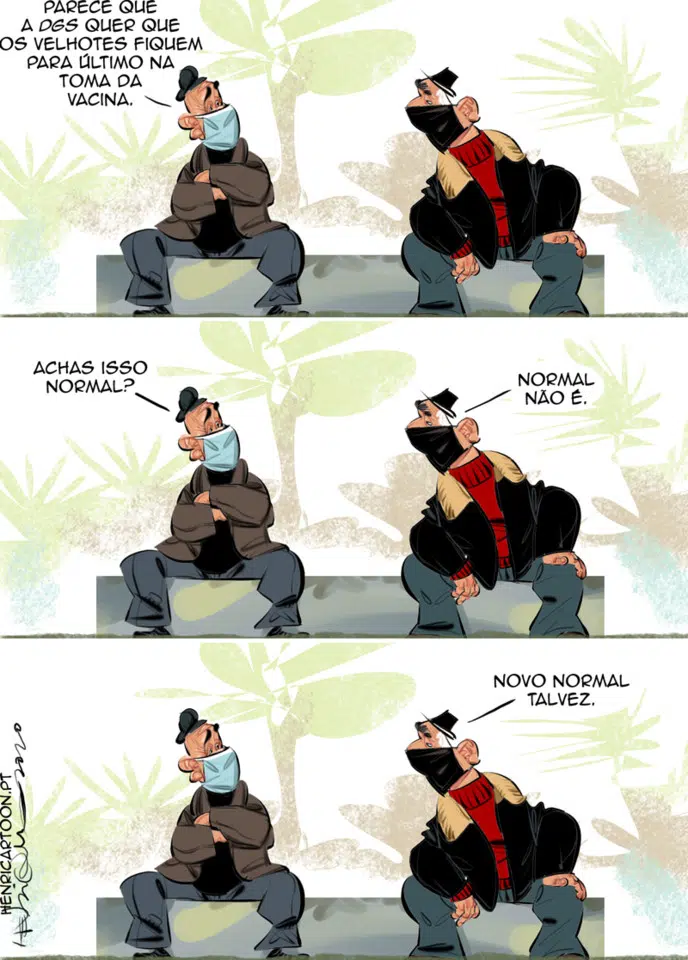 PARECE QUE
A DGS QUER QUE
OS VELHOTES FIQUEM
PARA ÚLTIMO NA
TOMA DA
VACINA.
ACHAS ISSO
NORMAL?
NORMAL
NÃO É.
NOVO NORMAL
TALVEZ.
HENRICARTOON.PT
2020